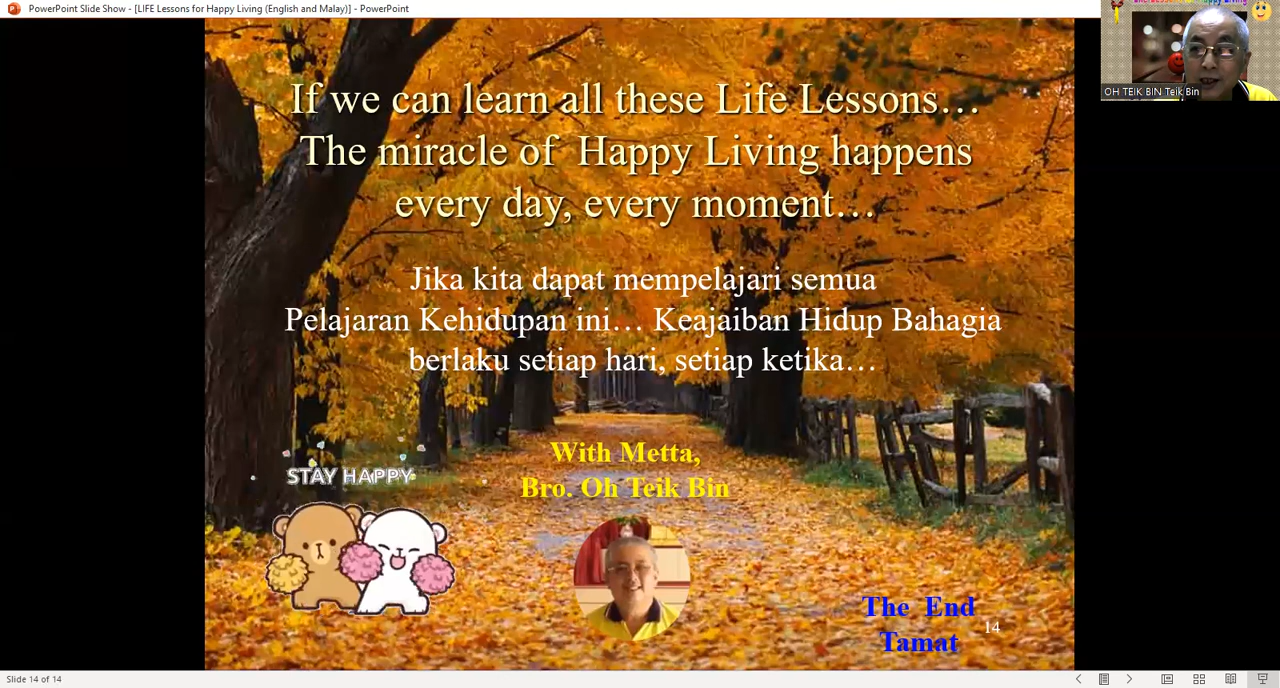 PowerPoint Slide Show - [LIFE Lessons for Happy Living (English and Malay)] - PowerPoint
OH TEIK BIN Teik Bin
If we can learn all these Life Lessons…
The miracle of Happy Living happens
every day, every moment…
Jika kita dapat mempelajari semua
Pelajaran Kehidupan ini… Keajaiban Hidup Bahagia
berlaku setiap hari, setiap ketika…
With Metta,
Bro. Oh Teik Bin
STAY HAPPY
The End
Tamat
14
Slide 14 of 14